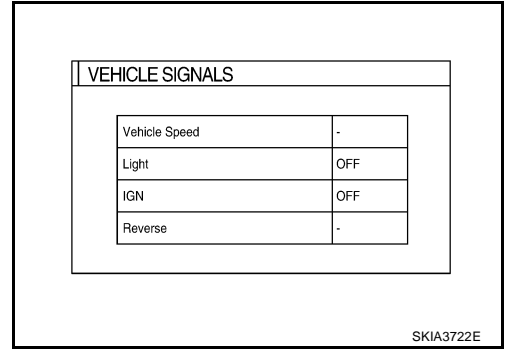 VEHICLE SIGNALS
Vehicle Speed -
Light OFF
IGN OFF
Reverse -
SKIA3722E